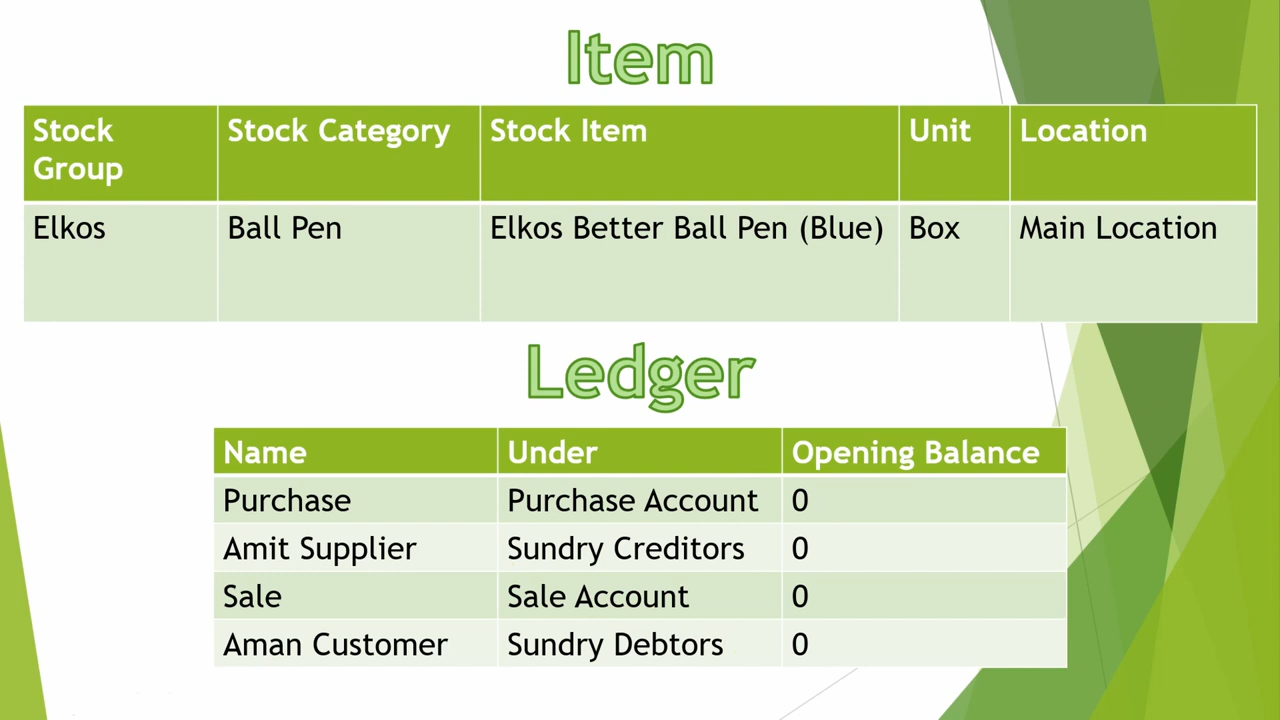 Item
Stock Group Stock Category Stock Item Unit Location
Elkos Ball Pen Elkos Better Ball Pen (Blue) Box Main Location
Ledger
Name Under Opening Balance
Purchase Purchase Account 0
Amit Supplier Sundry Creditors 0
Sale Sale Account 0
Aman Customer Sundry Debtors 0